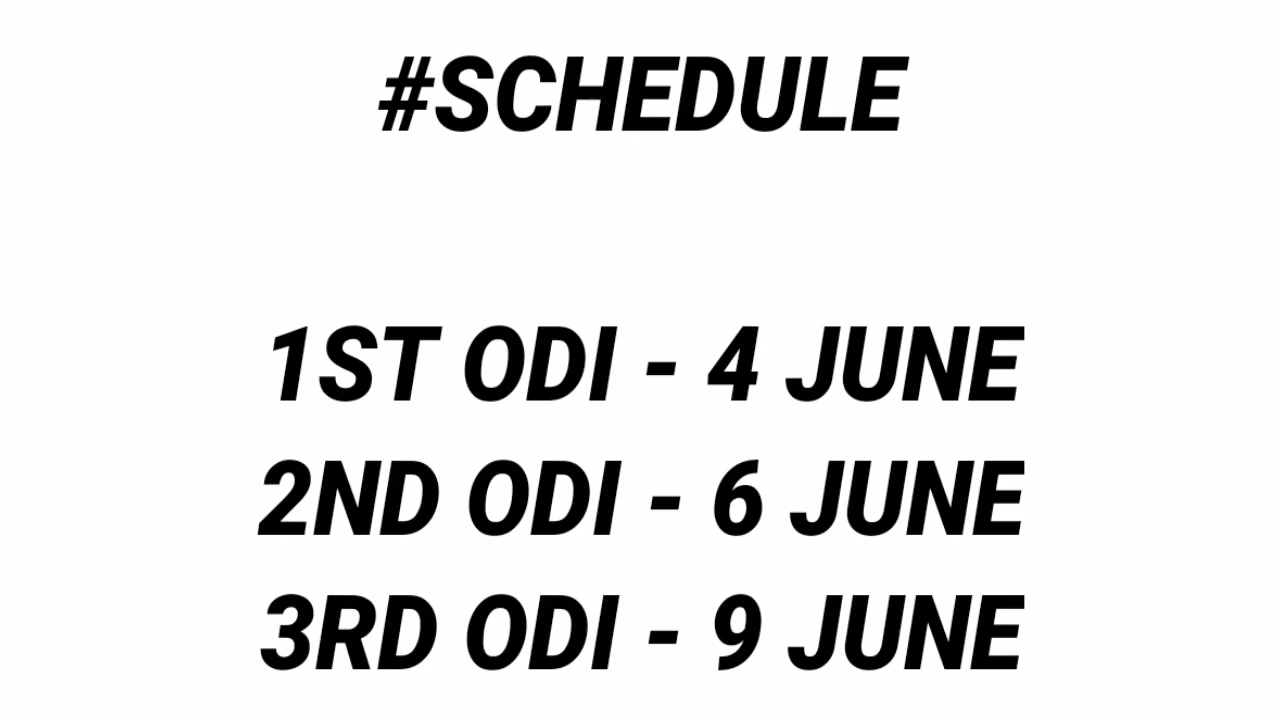 #SCHEDULE
1ST ODI - 4 JUNE
2ND ODI - 6 JUNE
3RD ODI - 9 JUNE